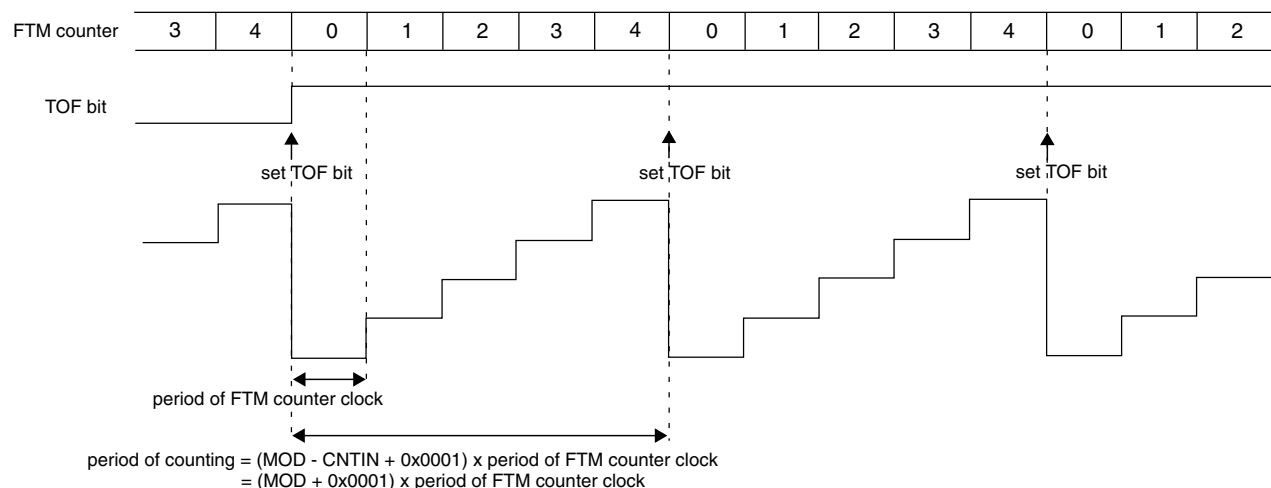 FTM counter 3 4 0 1 2 3 4 0 1 2 3 4 0 1 2
TOF bit
set TOF bit set TOF bit set TOF bit
period of FTM counter clock
period of counting = (MOD - CNTIN + 0x0001) x period of FTM counter clock
= (MOD + 0x0001) x period of FTM counter clock